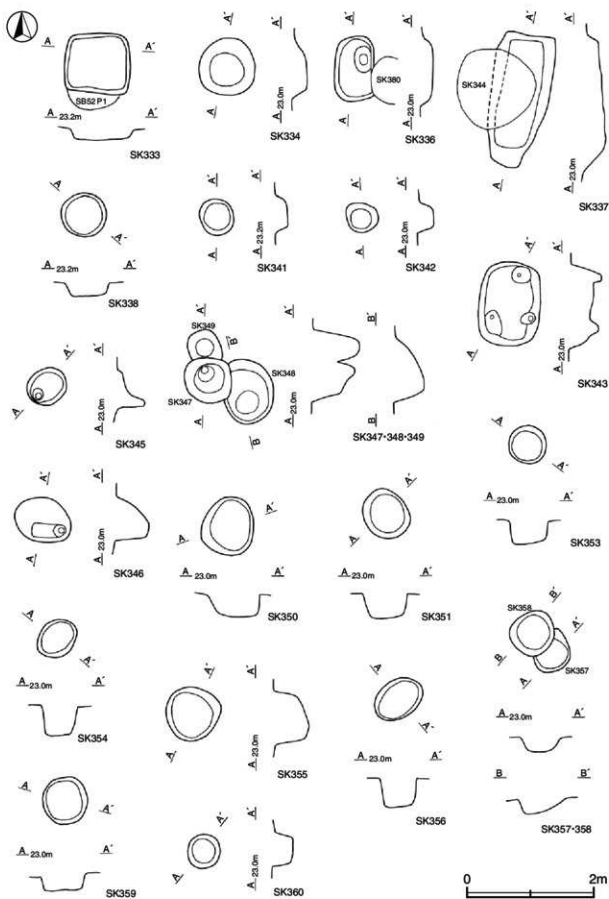 A A´
SB52 P1
A 23.2m A´
SK333
A´ A´
A A 23.0m
SK334
A´ A´
SK380
A A 23.0m
SK336
A´ A´
SK344
A A 23.0m
SK337
A A´
A 23.2m A´
SK338
A´ A´
A A 23.2m
SK341
A´ A´
A A 23.0m
SK342
A´ A´
A A 23.0m
SK343
A´ A´
A A 23.0m
SK345
A´ A´ B´
SK349
B
SK348
SK347
A A 23.0m B
B´
SK347・348・349
A A´
A 23.0m A´
SK353
A´ A´
A A 23.0m
SK346
A A´
A 23.0m A´
SK350
A A´
A 23.0m A´
SK351
A A´
A 23.0m A´
SK354
A´ A´
A A 23.0m
SK355
A A´
A 23.0m A´
SK356
B´
SK358
A´
B
SK357
A
A 23.0m A´
B B´
SK357・358
A A´
A 23.0m A´
SK359
A´ A´
A A 23.0m
SK360
0 2m